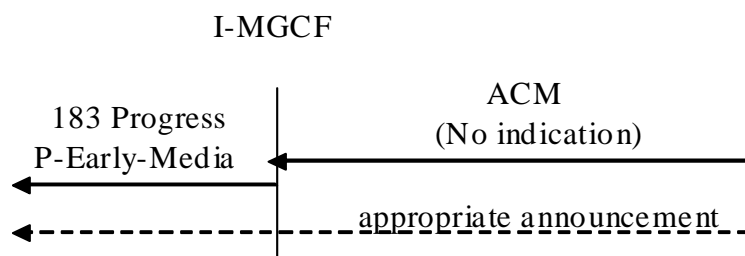 I-MGCF
183 Progress
P-Early-Media
ACM
(No indication)
appropriate announcement